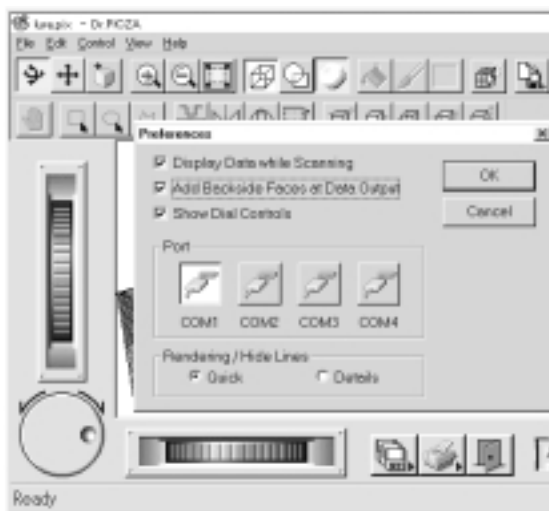 - Dr.PICZA
File Edit Control View Help
Preferences
Display Data while Scanning
Add Backside Faces at Data Output
Show Dial Controls
OK
Cancel
Port
COM1 COM2 COM3 COM4
Rendering / Hide Lines
Quick Details
Ready